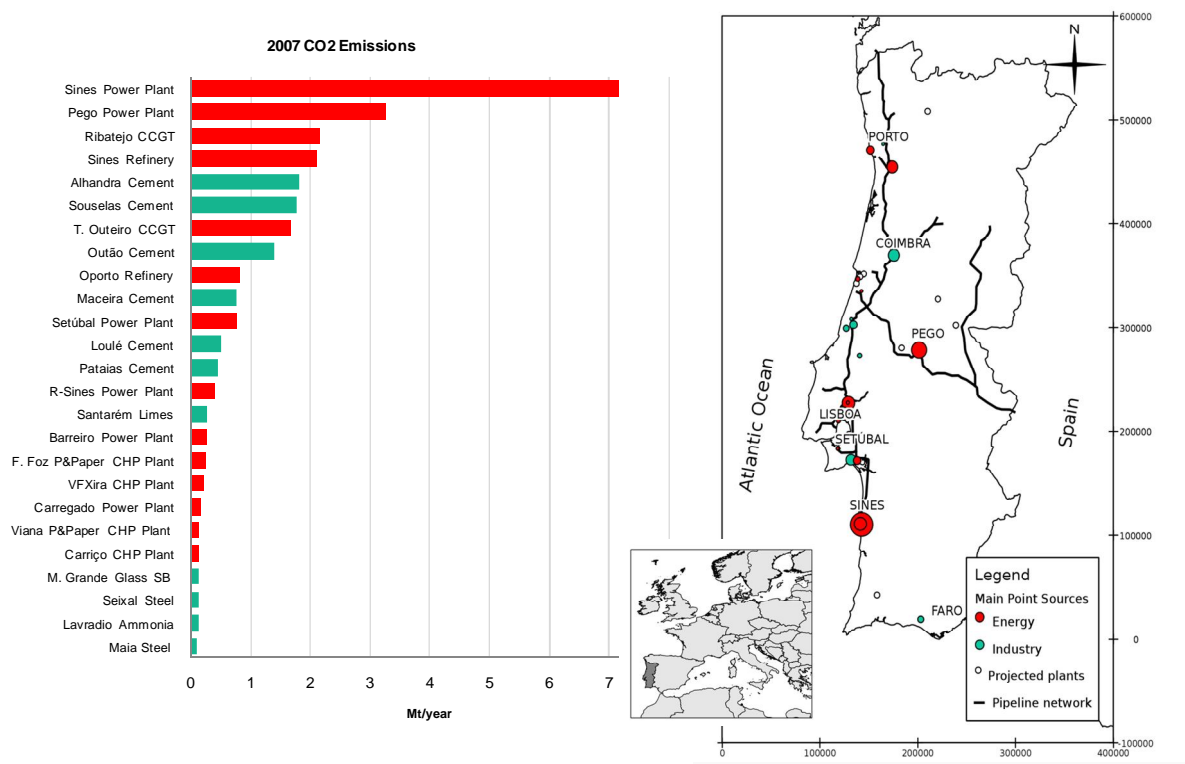 2007 CO2 Emissions
Sines Power Plant
Pego Power Plant
Ribatejo CCGT
Sines Refinery
Alhandra Cement
Souselas Cement
T. Outeiro CCGT
Outão Cement
Oporto Refinery
Maceira Cement
Setúbal Power Plant
Loulé Cement
Pataias Cement
R-Sines Power Plant
Santarém Limes
Barreiro Power Plant
F. Foz P&Paper CHP Plant
VFXira CHP Plant
Carregado Power Plant
Viana P&Paper CHP Plant
Carriço CHP Plant
M. Grande Glass SB
Seixal Steel
Lavradio Ammonia
Maia Steel
0 1 2 3 4 5 6 7
Mt/year
N
PORTO
COIMBRA
PEGO
LISBOA
SETÚBAL
SINES
FARO
Atlantic Ocean
Spain
600000
500000
400000
300000
200000
100000
0
-100000
0 100000 200000 300000 400000
Legend
Main Point Sources
Energy
Industry
Projected plants
Pipeline network